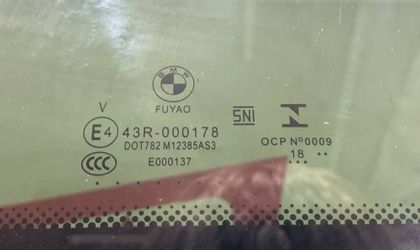 BMW
FUYAO
V
E4 43R-000178
DOT782 M12385AS3
CCC E000137
SNI
OCP Nº0009
18